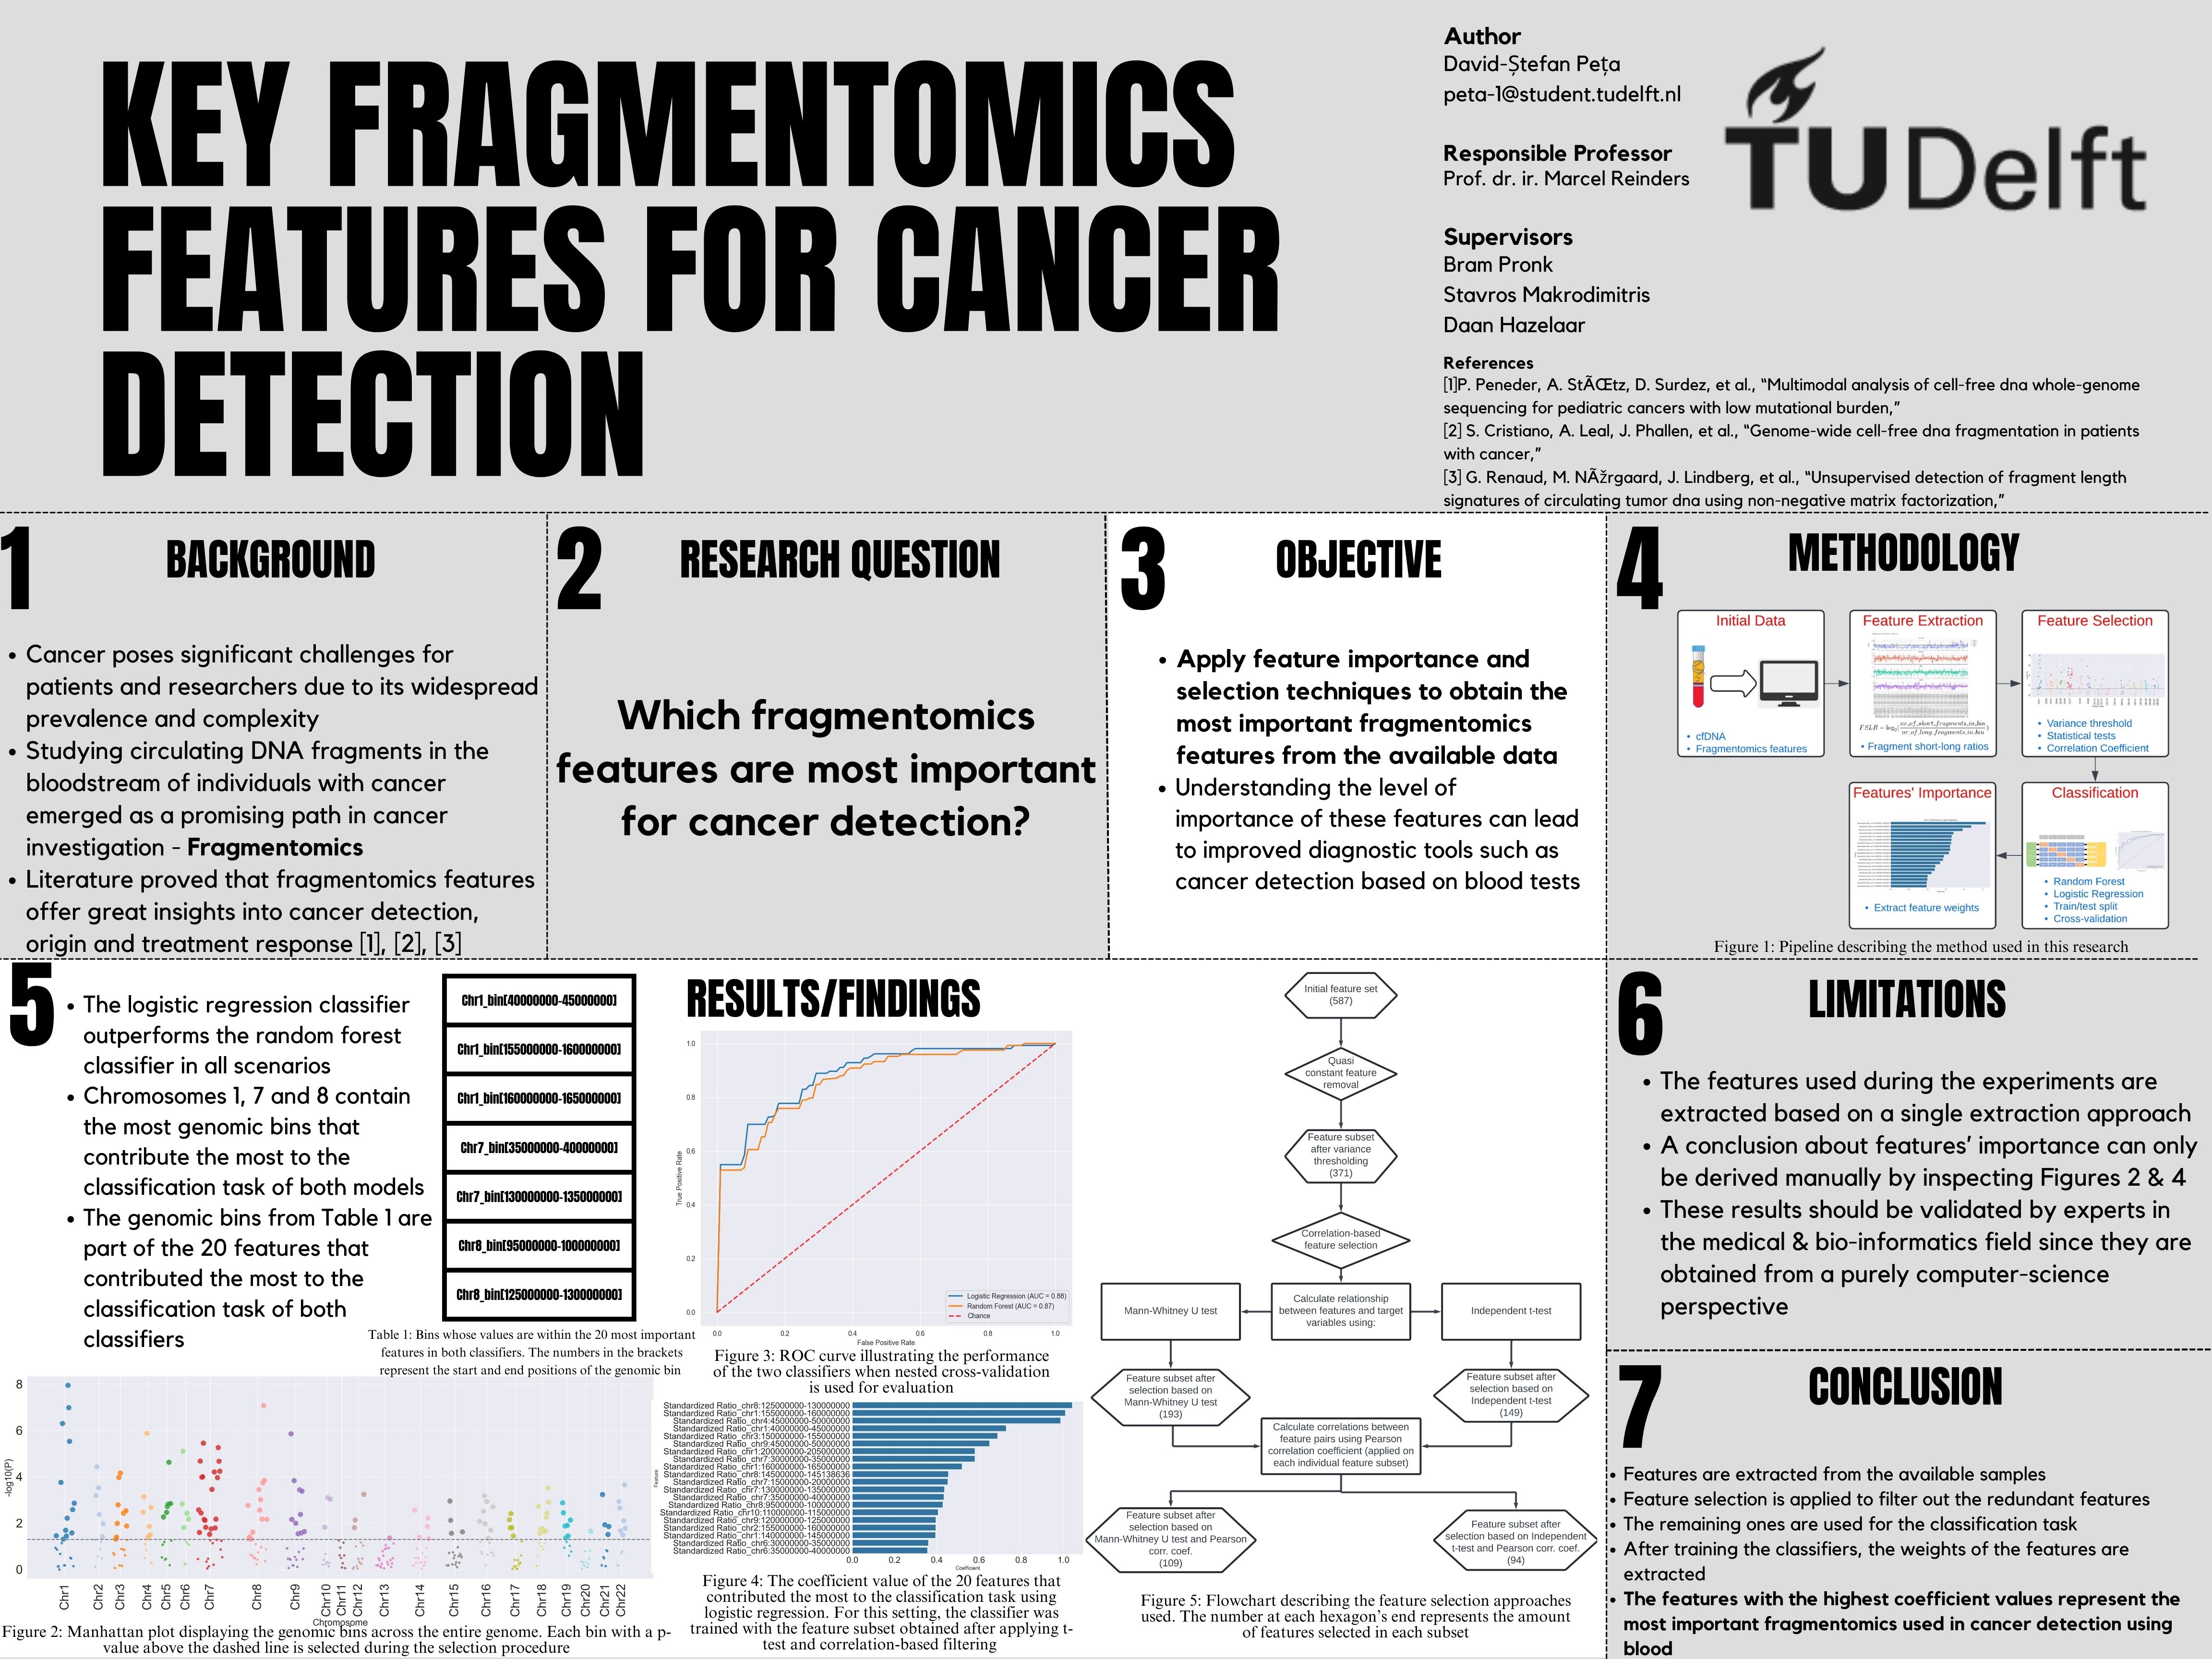 KEY FRAGMENTOMICS
FEATURES FOR CANCER
DETECTION
Author
David-Ștefan Peța
peta-1@student.tudelft.nl
Responsible Professor
Prof. dr. ir. Marcel Reinders
Supervisors
Bram Pronk
Stavros Makrodimitris
Daan Hazelaar
TUDelft
References
[1]P. Peneder, A. StÃŒtz, D. Surdez, et al., “Multimodal analysis of cell-free dna whole-genome
sequencing for pediatric cancers with low mutational burden,”
[2] S. Cristiano, A. Leal, J. Phallen, et al., “Genome-wide cell-free dna fragmentation in patients
with cancer,”
[3] G. Renaud, M. NÃžrgaard, J. Lindberg, et al., “Unsupervised detection of fragment length
signatures of circulating tumor dna using non-negative matrix factorization,”
1
BACKGROUND
• Cancer poses significant challenges for
patients and researchers due to its widespread
prevalence and complexity
• Studying circulating DNA fragments in the
bloodstream of individuals with cancer
emerged as a promising path in cancer
investigation - Fragmentomics
• Literature proved that fragmentomics features
offer great insights into cancer detection,
origin and treatment response [1], [2], [3]
2
RESEARCH QUESTION
Which fragmentomics
features are most important
for cancer detection?
3
OBJECTIVE
• Apply feature importance and
selection techniques to obtain the
most important fragmentomics
features from the available data
• Understanding the level of
importance of these features can lead
to improved diagnostic tools such as
cancer detection based on blood tests
4
METHODOLOGY
Initial Data
• cfDNA
• Fragmentomics features
Feature Extraction
• Fragment short-long ratios
Feature Selection
• Variance threshold
• Statistical tests
• Correlation Coefficient
Features' Importance
• Extract feature weights
Classification
• Random Forest
• Logistic Regression
• Train/test split
• Cross-validation
Figure 1: Pipeline describing the method used in this research
5
• The logistic regression classifier
outperforms the random forest
classifier in all scenarios
• Chromosomes 1, 7 and 8 contain
the most genomic bins that
contribute the most to the
classification task of both models
• The genomic bins from Table 1 are
part of the 20 features that
contributed the most to the
classification task of both
classifiers
Chr1_bin[40000000-45000000]
Chr1_bin[155000000-160000000]
Chr1_bin[160000000-165000000]
Chr7_bin[35000000-40000000]
Chr7_bin[130000000-135000000]
Chr8_bin[95000000-100000000]
Chr8_bin[125000000-130000000]
Table 1: Bins whose values are within the 20 most important
features in both classifiers. The numbers in the brackets
represent the start and end positions of the genomic bin
RESULTS/FINDINGS
True Positive Rate
1.0
0.8
0.6
0.4
0.2
0.0
0.0 0.2 0.4 0.6 0.8 1.0
False Positive Rate
Logistic Regression (AUC = 0.88)
Random Forest (AUC = 0.87)
Chance
Figure 3: ROC curve illustrating the performance
of the two classifiers when nested cross-validation
is used for evaluation
-log10(P)
8
6
4
2
0
Chr1 Chr2 Chr3 Chr4 Chr5 Chr6 Chr7 Chr8 Chr9 Chr10 Chr11 Chr12 Chr13 Chr14 Chr15 Chr16 Chr17 Chr18 Chr19 Chr20 Chr21 Chr22
Chromosome
Figure 2: Manhattan plot displaying the genomic bins across the entire genome. Each bin with a p-
value above the dashed line is selected during the selection procedure
Feature
Standardized Ratio_chr8:125000000-130000000
Standardized Ratio_chr1:155000000-160000000
Standardized Ratio_chr4:45000000-50000000
Standardized Ratio_chr1:40000000-45000000
Standardized Ratio_chr3:150000000-155000000
Standardized Ratio_chr9:45000000-50000000
Standardized Ratio_chr1:200000000-205000000
Standardized Ratio_chr7:30000000-35000000
Standardized Ratio_chr1:160000000-165000000
Standardized Ratio_chr8:145000000-145138636
Standardized Ratio_chr7:15000000-20000000
Standardized Ratio_chr7:130000000-135000000
Standardized Ratio_chr7:35000000-40000000
Standardized Ratio_chr8:95000000-100000000
Standardized Ratio_chr10:110000000-115000000
Standardized Ratio_chr9:120000000-125000000
Standardized Ratio_chr2:155000000-160000000
Standardized Ratio_chr1:140000000-145000000
Standardized Ratio_chr6:30000000-35000000
Standardized Ratio_chr6:35000000-40000000
0.0 0.2 0.4 0.6 0.8 1.0
Coefficient
Figure 4: The coefficient value of the 20 features that
contributed the most to the classification task using
logistic regression. For this setting, the classifier was
trained with the feature subset obtained after applying t-
test and correlation-based filtering
Initial feature set
(587)
Quasi
constant feature
removal
Feature subset
after variance
thresholding
(371)
Correlation-based
feature selection
Mann-Whitney U test
Calculate relationship
between features and target
variables using:
Independent t-test
Feature subset after
selection based on
Mann-Whitney U test
(193)
Feature subset after
selection based on
Independent t-test
(149)
Calculate correlations between
feature pairs using Pearson
correlation coefficient (applied on
each individual feature subset)
Feature subset after
selection based on
Mann-Whitney U test and Pearson
corr. coef.
(109)
Feature subset after
selection based on Independent
t-test and Pearson corr. coef.
(94)
Figure 5: Flowchart describing the feature selection approaches
used. The number at each hexagon's end represents the amount
of features selected in each subset
6
LIMITATIONS
• The features used during the experiments are
extracted based on a single extraction approach
• A conclusion about features’ importance can only
be derived manually by inspecting Figures 2 & 4
• These results should be validated by experts in
the medical & bio-informatics field since they are
obtained from a purely computer-science
perspective
7
CONCLUSION
• Features are extracted from the available samples
• Feature selection is applied to filter out the redundant features
• The remaining ones are used for the classification task
• After training the classifiers, the weights of the features are
extracted
• The features with the highest coefficient values represent the
most important fragmentomics used in cancer detection using
blood